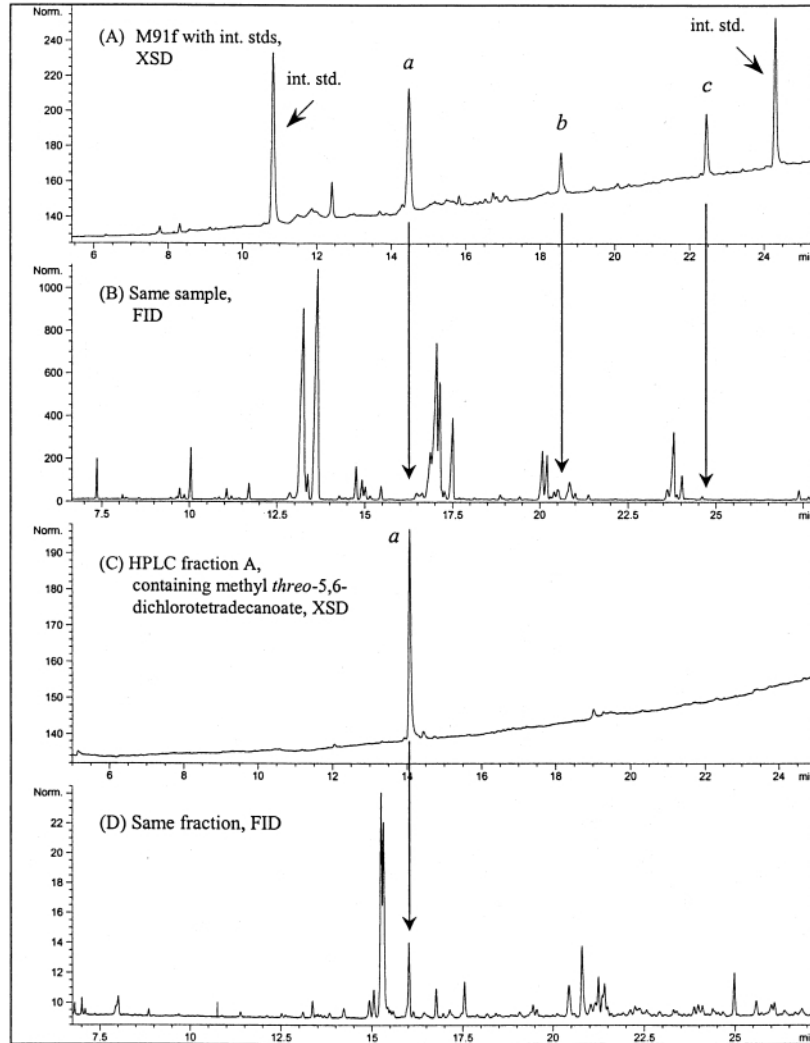 Norm.
(A) M91f with int. stds,
XSD
int. std.
a
b
c
int. std.
240
220
200
180
160
140
6 8 10 12 14 16 18 20 22 24 mi
Norm.
(B) Same sample,
FID
1000
800
600
400
200
0
7.5 10 12.5 15 17.5 20 22.5 25 mi
Norm.
(C) HPLC fraction A,
containing methyl threo-5,6-
dichlorotetradecanoate, XSD
a
190
180
170
160
150
140
6 8 10 12 14 16 18 20 22 24 mi
Norm.
(D) Same fraction, FID
22
20
18
16
14
12
10
7.5 10 12.5 15 17.5 20 22.5 25 mi